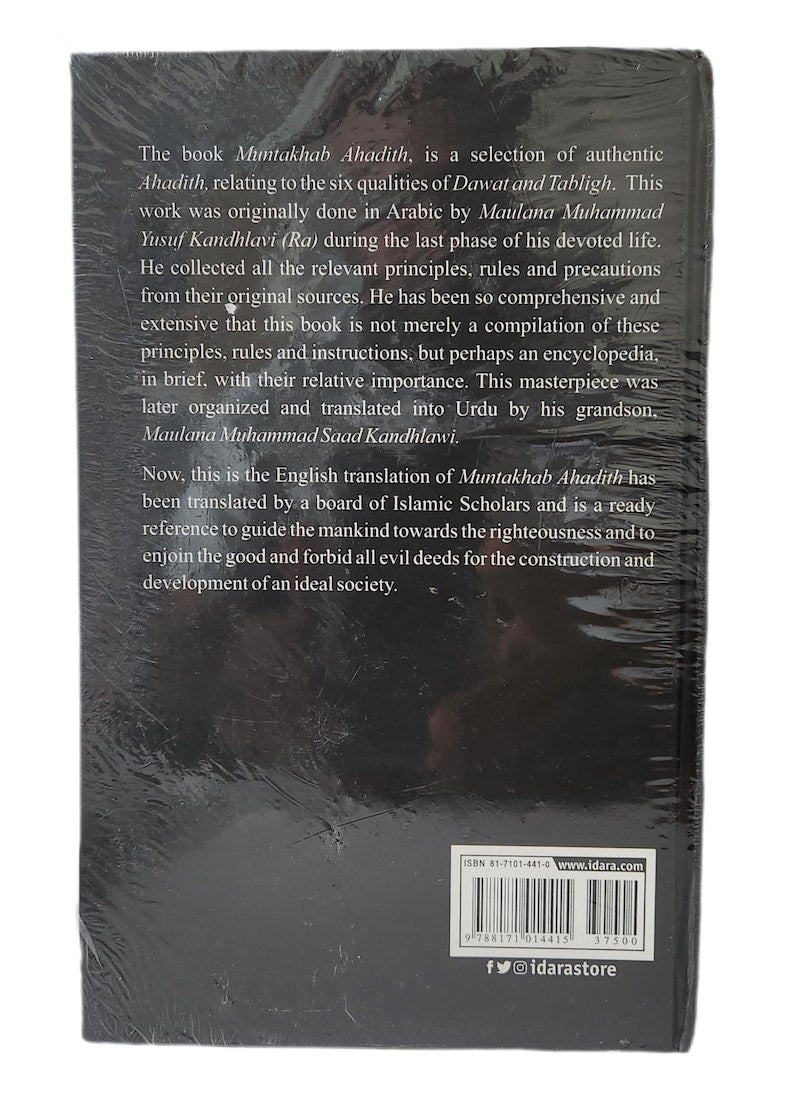 The book Muntakhab Ahadith, is a selection of authentic
Ahadith, relating to the six qualities of Dawat and Tabligh. This
work was originally done in Arabic by Maulana Muhammad
Yusuf Kandhlavi (Ra) during the last phase of his devoted life.
He collected all the relevant principles, rules and precautions
from their original sources. He has been so comprehensive and
extensive that this book is not merely a compilation of these
principles, rules and instructions, but perhaps an encyclopedia,
in brief, with their relative importance. This masterpiece was
later organized and translated into Urdu by his grandson,
Maulana Muhammad Saad Kandhlawi.
Now, this is the English translation of Muntakhab Ahadith has
been translated by a board of Islamic Scholars and is a ready
reference to guide the mankind towards the righteousness and to
enjoin the good and forbid all evil deeds for the construction and
development of an ideal society.
ISBN 81-7101-441-0 www.idara.com
9 788171 014415 37500
idarastore